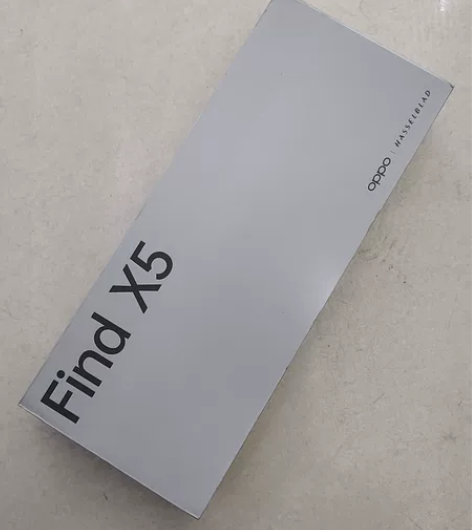 Find X5
oppo | HASSELBLAD